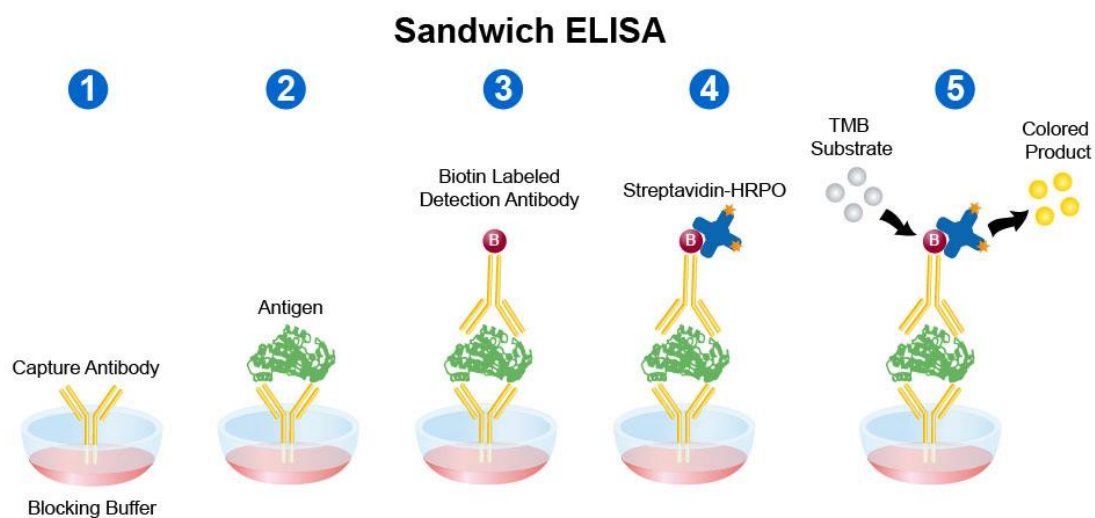 Sandwich ELISA
1
2
3
4
5
Capture Antibody
Blocking Buffer
Antigen
Biotin Labeled
Detection Antibody
B
Streptavidin-HRPO
B
TMB
Substrate
B
Colored
Product